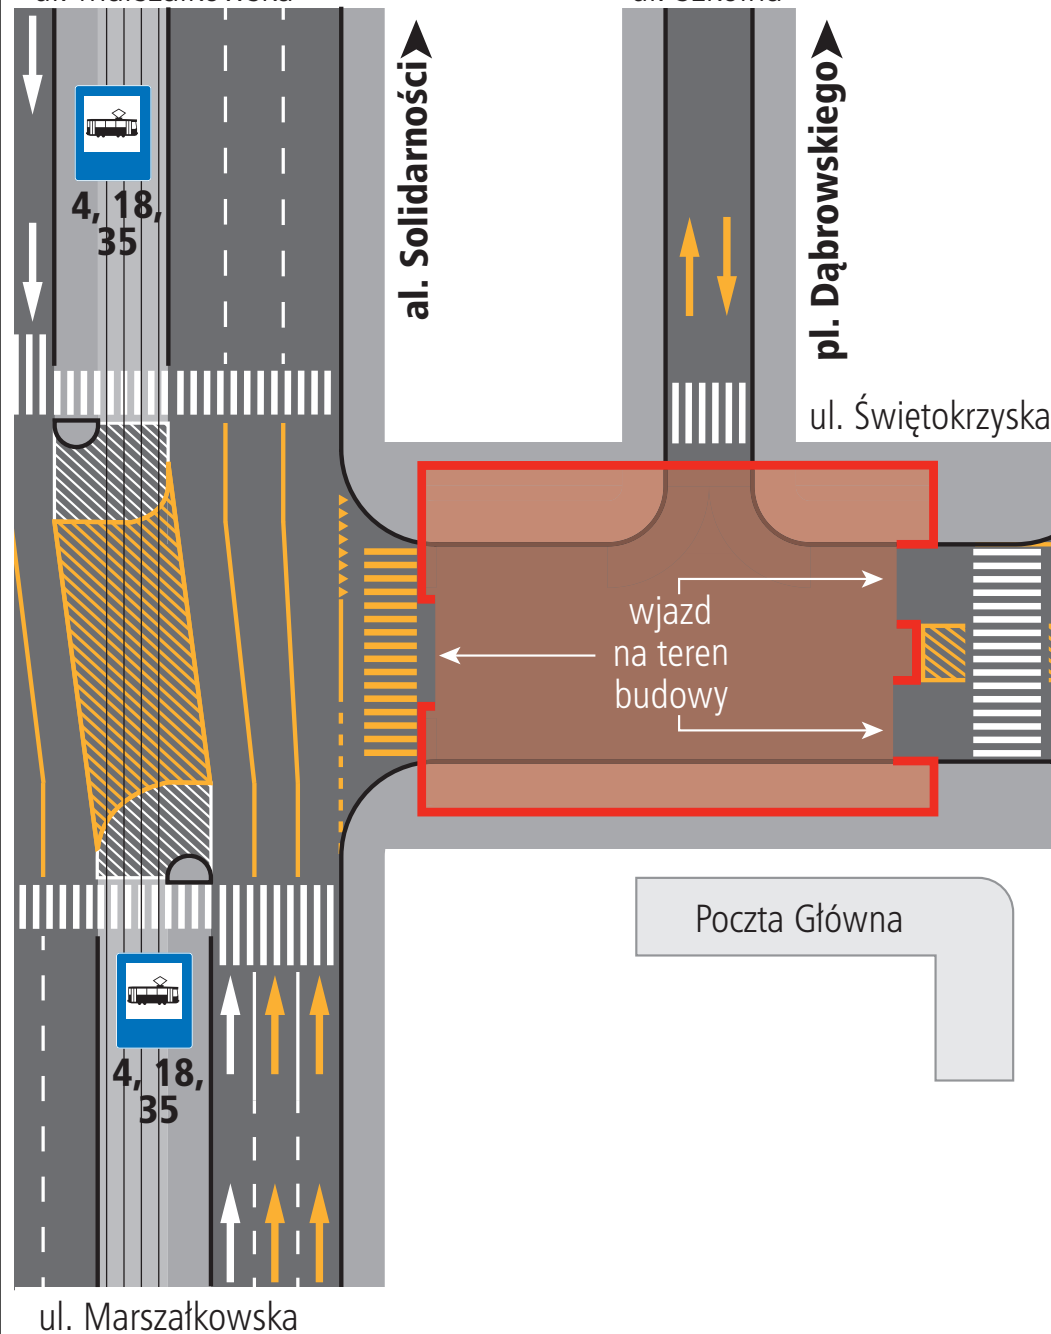 4, 18,
35
al. Solidarności
pl. Dąbrowskiego
ul. Świętokrzyska
wjazd
na teren
budowy
Poczta Główna
4, 18,
35
ul. Marszałkowska